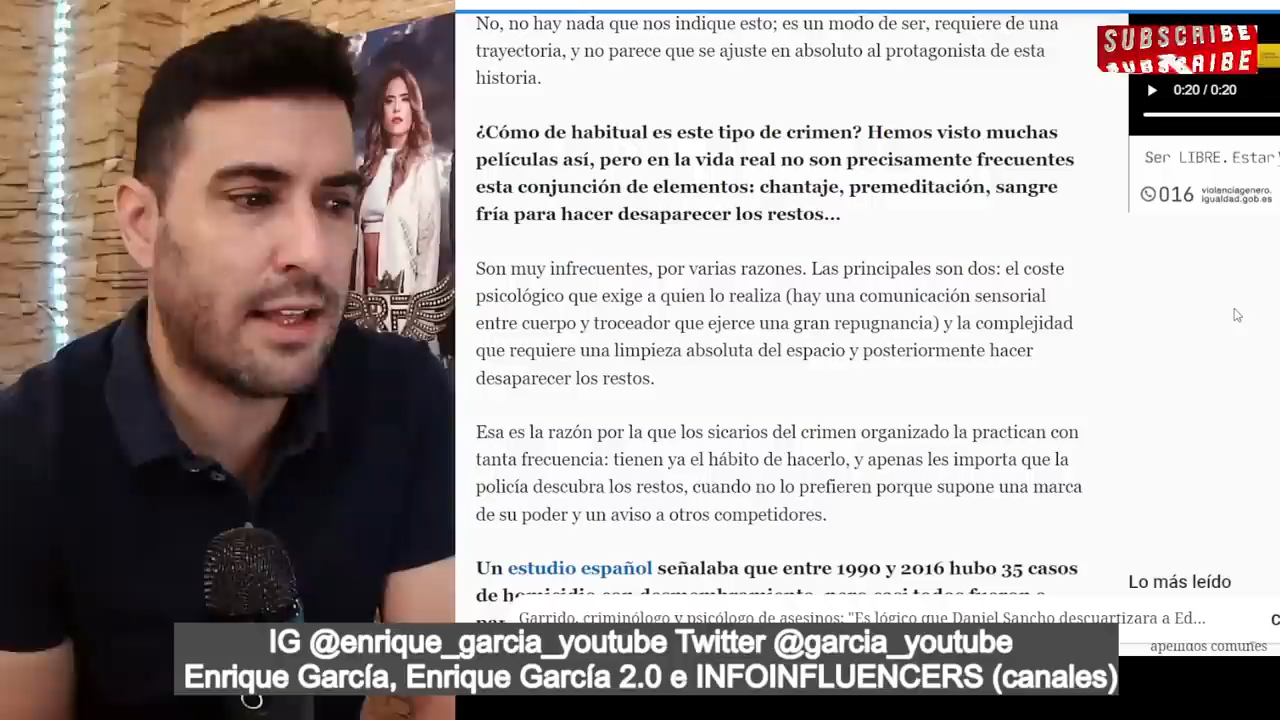 No, no hay nada que nos indique esto; es un modo de ser, requiere de una
trayectoria, y no parece que se ajuste en absoluto al protagonista de esta
historia.
¿Cómo de habitual es este tipo de crimen? Hemos visto muchas
películas así, pero en la vida real no son precisamente frecuentes
esta conjunción de elementos: chantaje, premeditación, sangre
fría para hacer desaparecer los restos...
Son muy infrecuentes, por varias razones. Las principales son dos: el coste
psicológico que exige a quien lo realiza (hay una comunicación sensorial
entre cuerpo y troceador que ejerce una gran repugnancia) y la complejidad
que requiere una limpieza absoluta del espacio y posteriormente hacer
desaparecer los restos.
Esa es la razón por la que los sicarios del crimen organizado la practican con
tanta frecuencia: tienen ya el hábito de hacerlo, y apenas les importa que la
policía descubra los restos, cuando no lo prefieren porque supone una marca
de su poder y un aviso a otros competidores.
Un estudio español señalaba que entre 1990 y 2016 hubo 35 casos
de homicidio con desmembramiento, pero casi todos fueron a
Garrido, criminólogo y psicólogo de asesinos: "Es lógico que Daniel Sancho descuartizara a Ed...
SUBSCRIBE
SUBSCRIBE
0:20 / 0:20
Ser LIBRE. Estar
016
violenciagenero.
igualdad.gob.es
Lo más leído
apellidos comunes
IG @enrique_garcia_youtube Twitter @garcia_youtube
Enrique García, Enrique García 2.0 e INFOINFLUENCERS (canales)